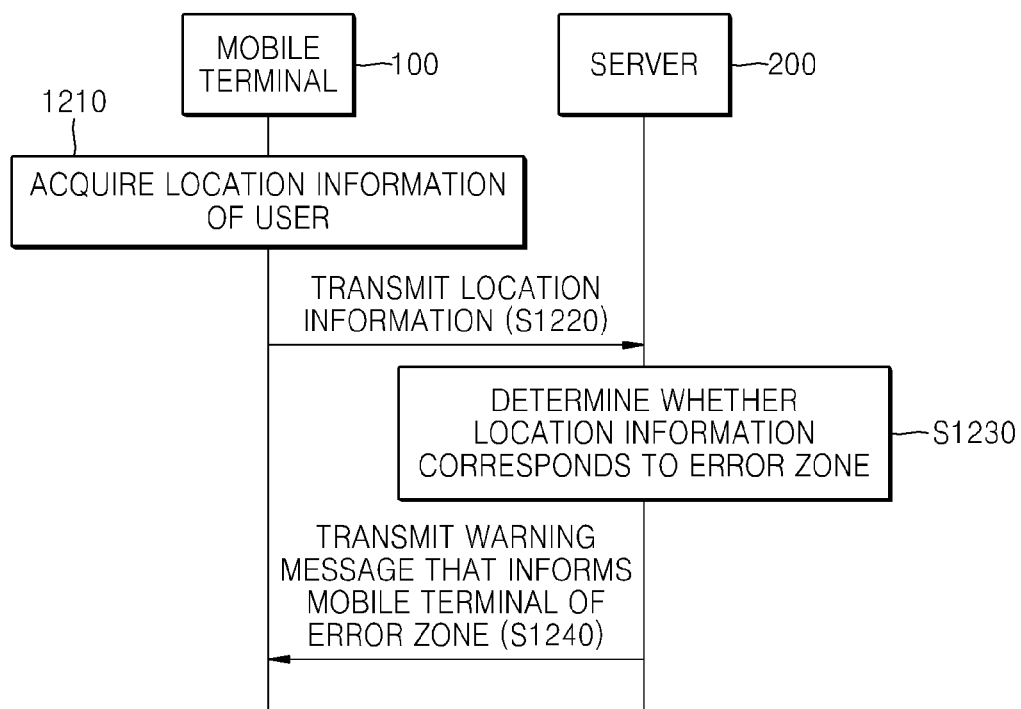 MOBILE
TERMINAL
100
SERVER
200
1210
ACQUIRE LOCATION INFORMATION
OF USER
TRANSMIT LOCATION
INFORMATION (S1220)
DETERMINE WHETHER
LOCATION INFORMATION
CORRESPONDS TO ERROR ZONE
S1230
TRANSMIT WARNING
MESSAGE THAT INFORMS
MOBILE TERMINAL OF
ERROR ZONE (S1240)